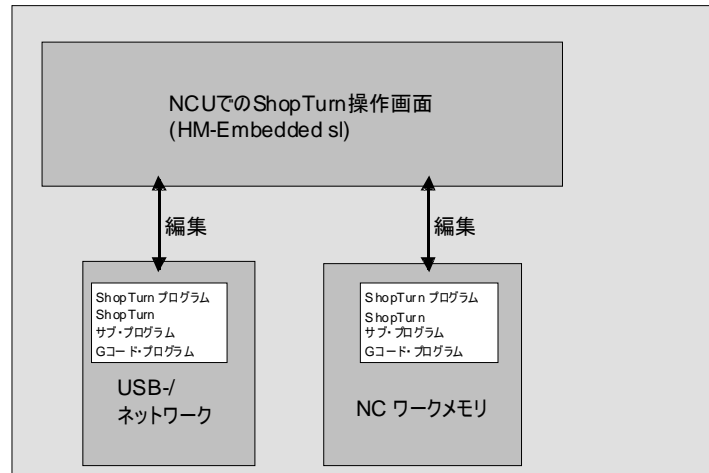 NCUでのShopTurn操作画面
(HM-Embedded sl)
編集
編集
ShopTurn プログラム
ShopTurn
サブ・プログラム
Gコード・プログラム
USB-/
ネットワーク
ShopTurn プログラム
ShopTurn
サブ・プログラム
Gコード・プログラム
NC ワークメモリ